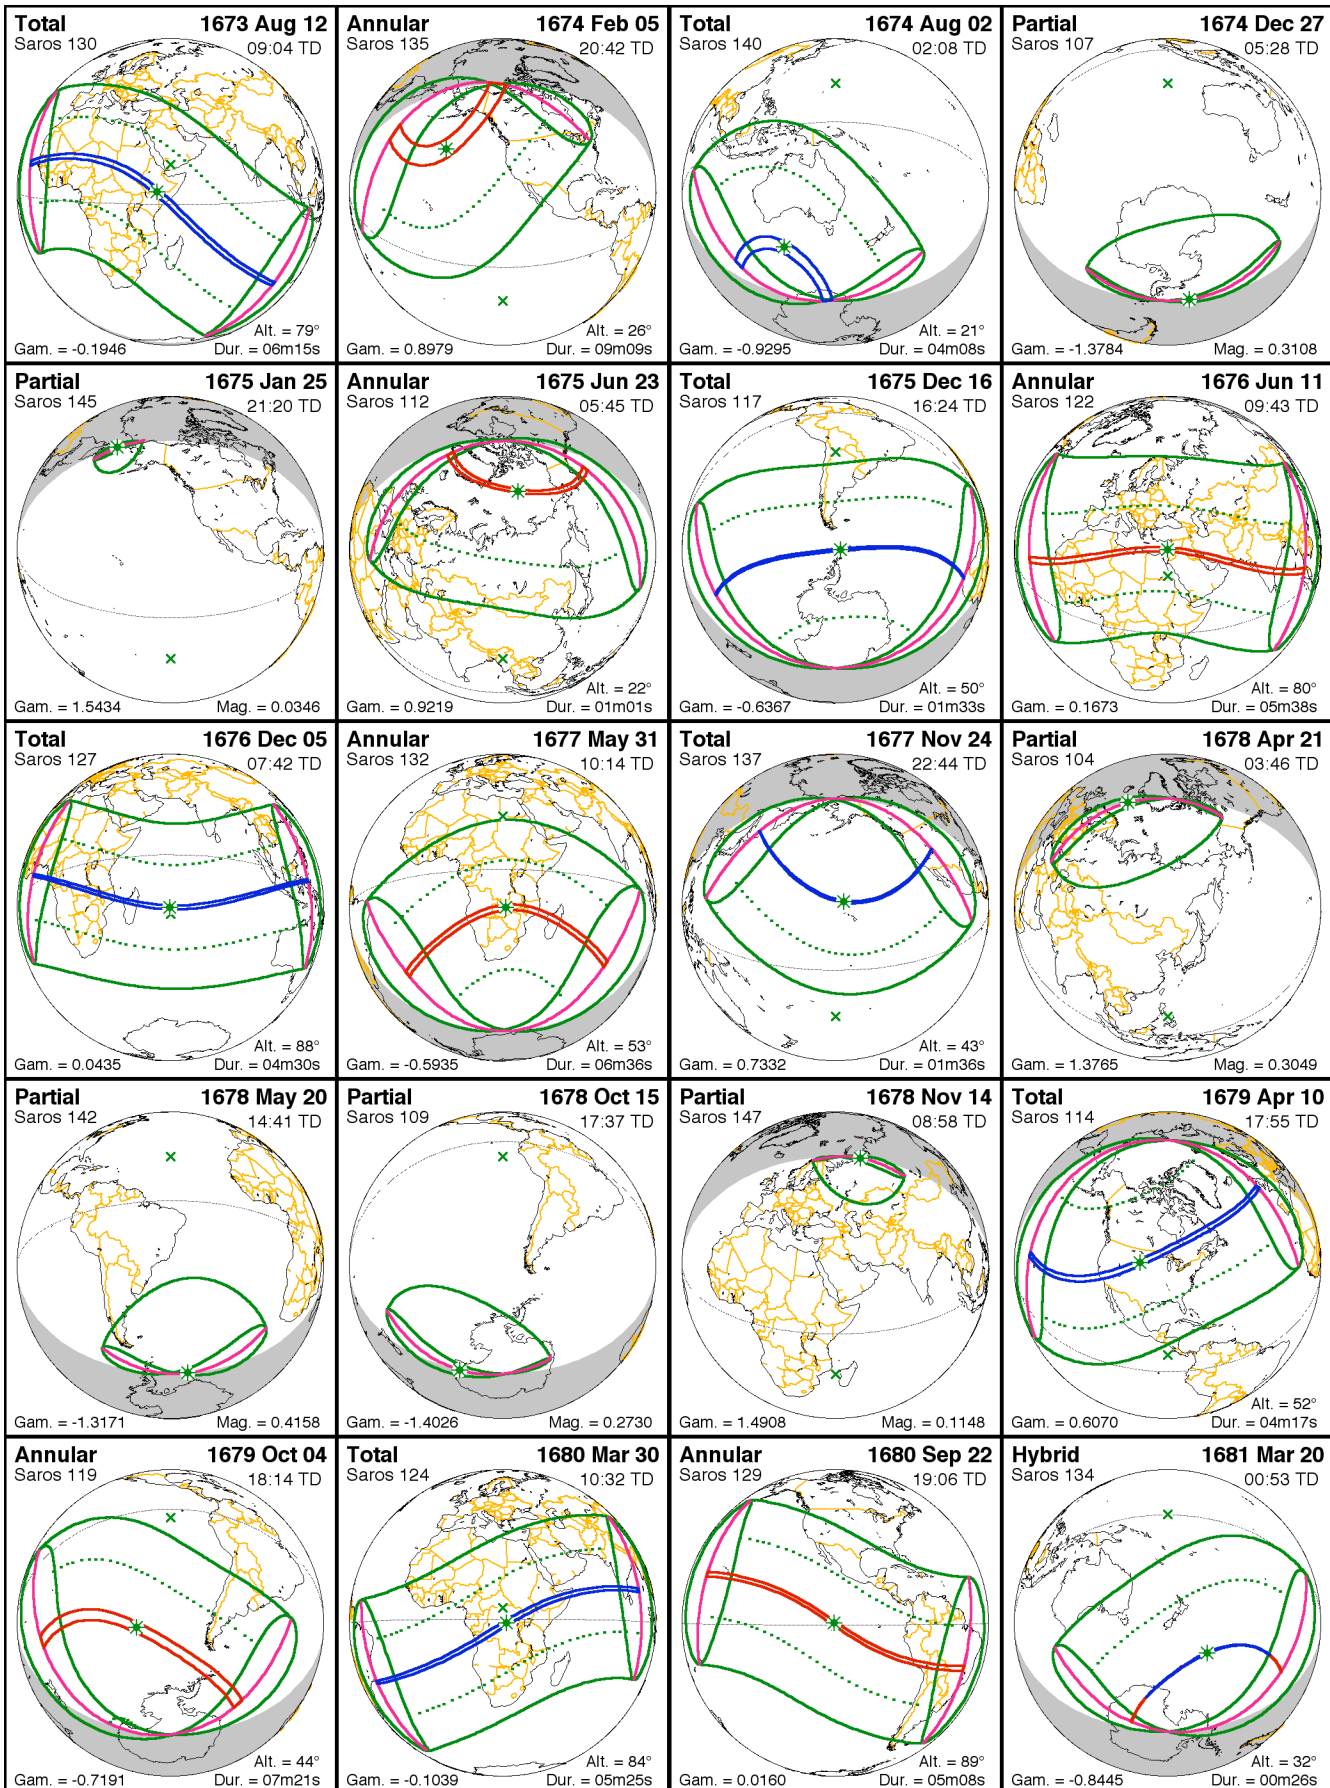 Total 1673 Aug 12
Saros 130 09:04 TD
Alt. = 79°
Gam. = -0.1946 Dur. = 06m15s
Annular 1674 Feb 05
Saros 135 20:42 TD
Alt. = 26°
Gam. = 0.8979 Dur. = 09m09s
Total 1674 Aug 02
Saros 140 02:08 TD
Alt. = 21°
Gam. = -0.9295 Dur. = 04m08s
Partial 1674 Dec 27
Saros 107 05:28 TD
Gam. = -1.3784 Mag. = 0.3108
Partial 1675 Jan 25
Saros 145 21:20 TD
Gam. = 1.5434 Mag. = 0.0346
Annular 1675 Jun 23
Saros 112 05:45 TD
Alt. = 22°
Gam. = 0.9219 Dur. = 01m01s
Total 1675 Dec 16
Saros 117 16:24 TD
Alt. = 50°
Gam. = -0.6367 Dur. = 01m33s
Annular 1676 Jun 11
Saros 122 09:43 TD
Alt. = 80°
Gam. = 0.1673 Dur. = 05m38s
Total 1676 Dec 05
Saros 127 07:42 TD
Alt. = 88°
Gam. = 0.0435 Dur. = 04m30s
Annular 1677 May 31
Saros 132 10:14 TD
Alt. = 53°
Gam. = -0.5935 Dur. = 06m36s
Total 1677 Nov 24
Saros 137 22:44 TD
Alt. = 43°
Gam. = 0.7332 Dur. = 01m36s
Partial 1678 Apr 21
Saros 104 03:46 TD
Gam. = 1.3765 Mag. = 0.3049
Partial 1678 May 20
Saros 142 14:41 TD
Gam. = -1.3171 Mag. = 0.4158
Partial 1678 Oct 15
Saros 109 17:37 TD
Gam. = -1.4026 Mag. = 0.2730
Partial 1678 Nov 14
Saros 147 08:58 TD
Gam. = 1.4908 Mag. = 0.1148
Total 1679 Apr 10
Saros 114 17:55 TD
Alt. = 52°
Gam. = 0.6070 Dur. = 04m17s
Annular 1679 Oct 04
Saros 119 18:14 TD
Alt. = 44°
Gam. = -0.7191 Dur. = 07m21s
Total 1680 Mar 30
Saros 124 10:32 TD
Alt. = 84°
Gam. = -0.1039 Dur. = 05m25s
Annular 1680 Sep 22
Saros 129 19:06 TD
Alt. = 89°
Gam. = 0.0160 Dur. = 05m08s
Hybrid 1681 Mar 20
Saros 134 00:53 TD
Alt. = 32°
Gam. = -0.8445 Dur. = 00m26s